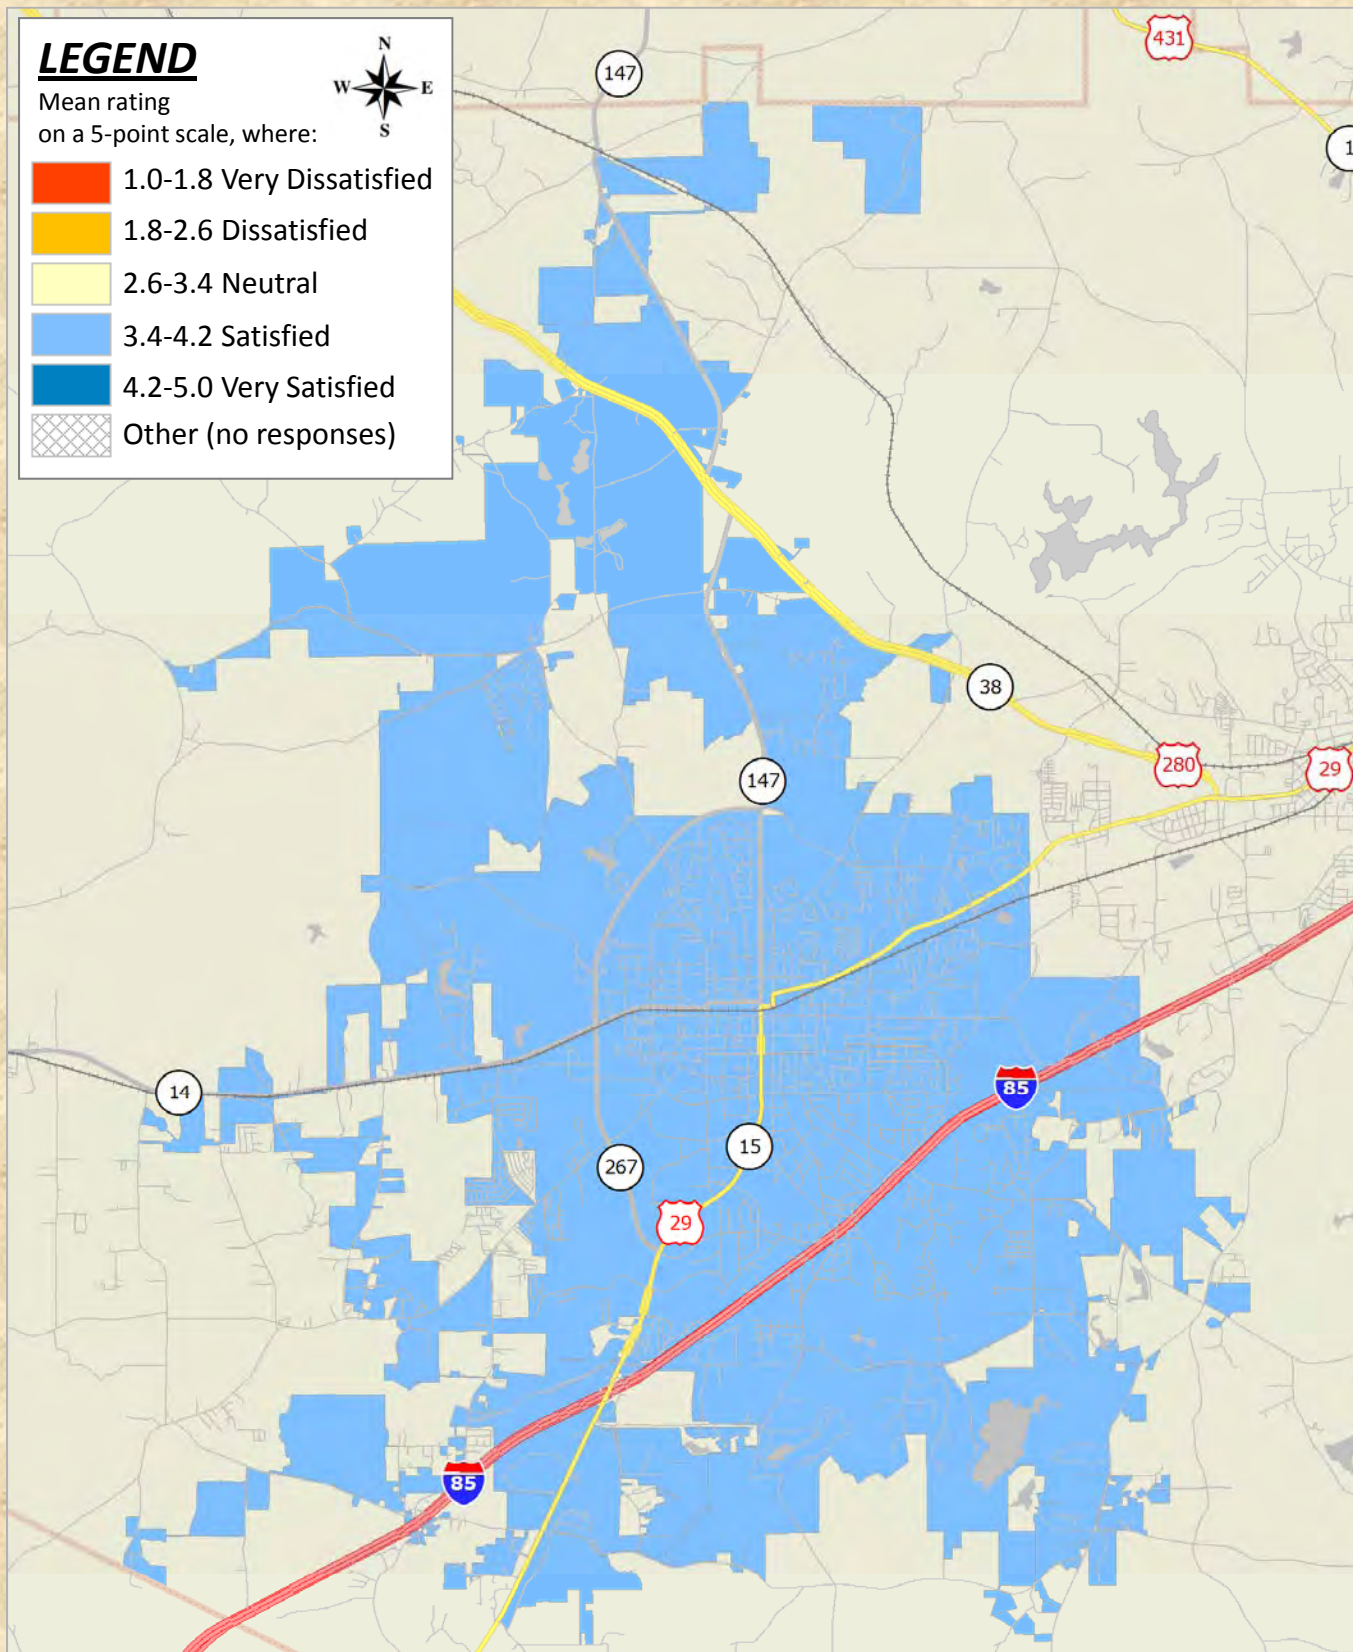 LEGEND
N
W E
S
Mean rating
on a 5-point scale, where:
1.0-1.8 Very Dissatisfied
1.8-2.6 Dissatisfied
2.6-3.4 Neutral
3.4-4.2 Satisfied
4.2-5.0 Very Satisfied
Other (no responses)
147
431
1
38
280
29
147
14
85
15
267
29
85